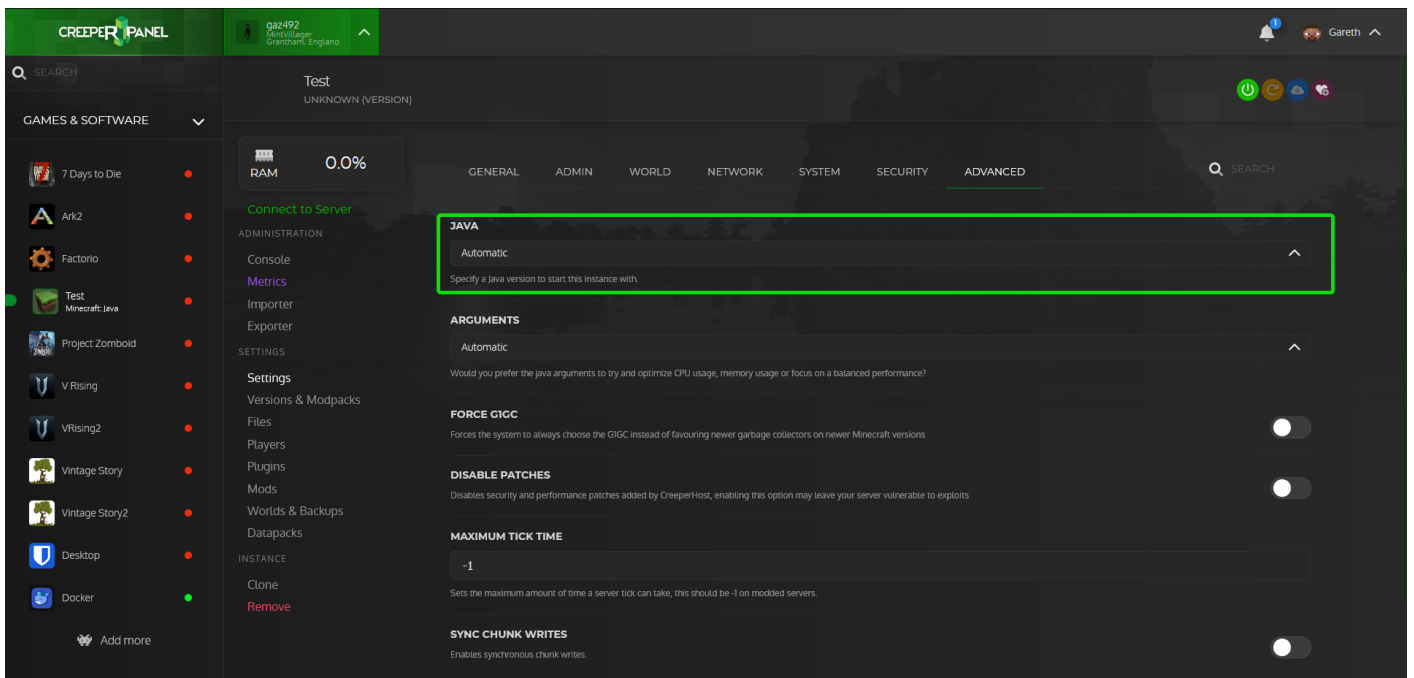 CREEPER PANEL
gaz492
MintVillager
Grantham, England
1
Gareth
SEARCH
Test
UNKNOWN (VERSION)
GAMES & SOFTWARE
7 Days to Die
Ark2
Factorio
Test
Minecraft: Java
Project Zomboid
V Rising
VRising2
Vintage Story
Vintage Story2
Desktop
Docker
Add more
RAM
0.0%
Connect to Server
ADMINISTRATION
Console
Metrics
Importer
Exporter
SETTINGS
Settings
Versions & Modpacks
Files
Players
Plugins
Mods
Worlds & Backups
Datapacks
INSTANCE
Clone
Remove
GENERAL ADMIN WORLD NETWORK SYSTEM SECURITY ADVANCED
SEARCH
JAVA
Automatic
Specify a Java version to start this instance with.
ARGUMENTS
Automatic
Would you prefer the java arguments to try and optimize CPU usage, memory usage or focus on a balanced performance?
FORCE G1GC
Forces the system to always choose the G1GC instead of favouring newer garbage collectors on newer Minecraft versions
DISABLE PATCHES
Disables security and performance patches added by CreeperHost, enabling this option may leave your server vulnerable to exploits
MAXIMUM TICK TIME
-1
Sets the maximum amount of time a server tick can take, this should be -1 on modded servers.
SYNC CHUNK WRITES
Enables synchronous chunk writes.